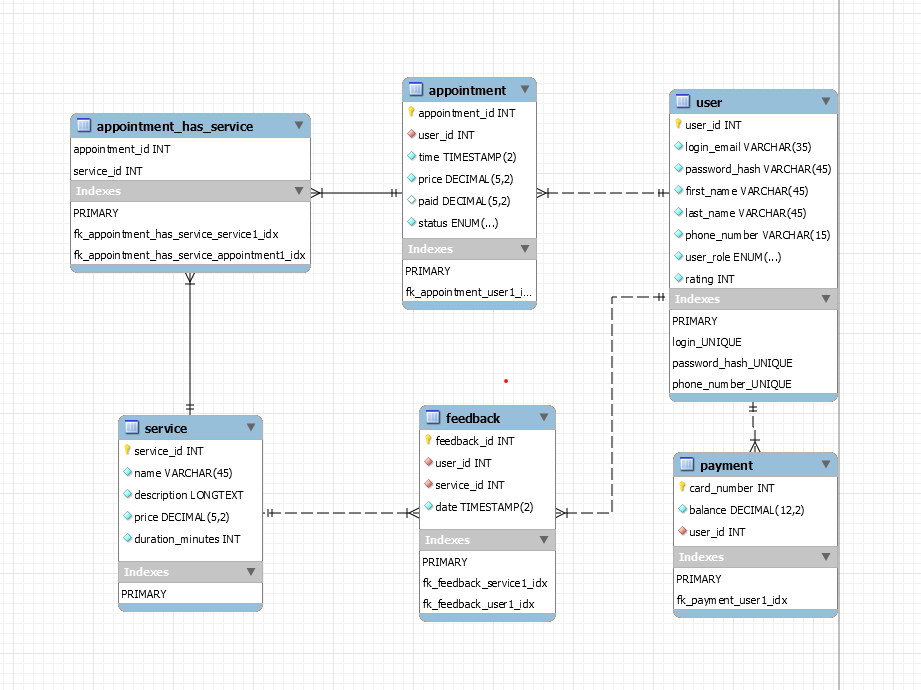 appointment_has_service
appointment_id INT
service_id INT
Indexes
PRIMARY
fk_appointment_has_service_service1_idx
fk_appointment_has_service_appointment1_idx
appointment
appointment_id INT
user_id INT
time TIMESTAMP(2)
price DECIMAL(5,2)
paid DECIMAL(5,2)
status ENUM(...)
Indexes
PRIMARY
fk_appointment_user1_i...
user
user_id INT
login_email VARCHAR(35)
password_hash VARCHAR(45)
first_name VARCHAR(45)
last_name VARCHAR(45)
phone_number VARCHAR(15)
user_role ENUM(...)
rating INT
Indexes
PRIMARY
login_UNIQUE
password_hash_UNIQUE
phone_number_UNIQUE
service
service_id INT
name VARCHAR(45)
description LONGTEXT
price DECIMAL(5,2)
duration_minutes INT
Indexes
PRIMARY
feedback
feedback_id INT
user_id INT
service_id INT
date TIMESTAMP(2)
Indexes
PRIMARY
fk_feedback_service1_idx
fk_feedback_user1_idx
payment
card_number INT
balance DECIMAL(12,2)
user_id INT
Indexes
PRIMARY
fk_payment_user1_idx